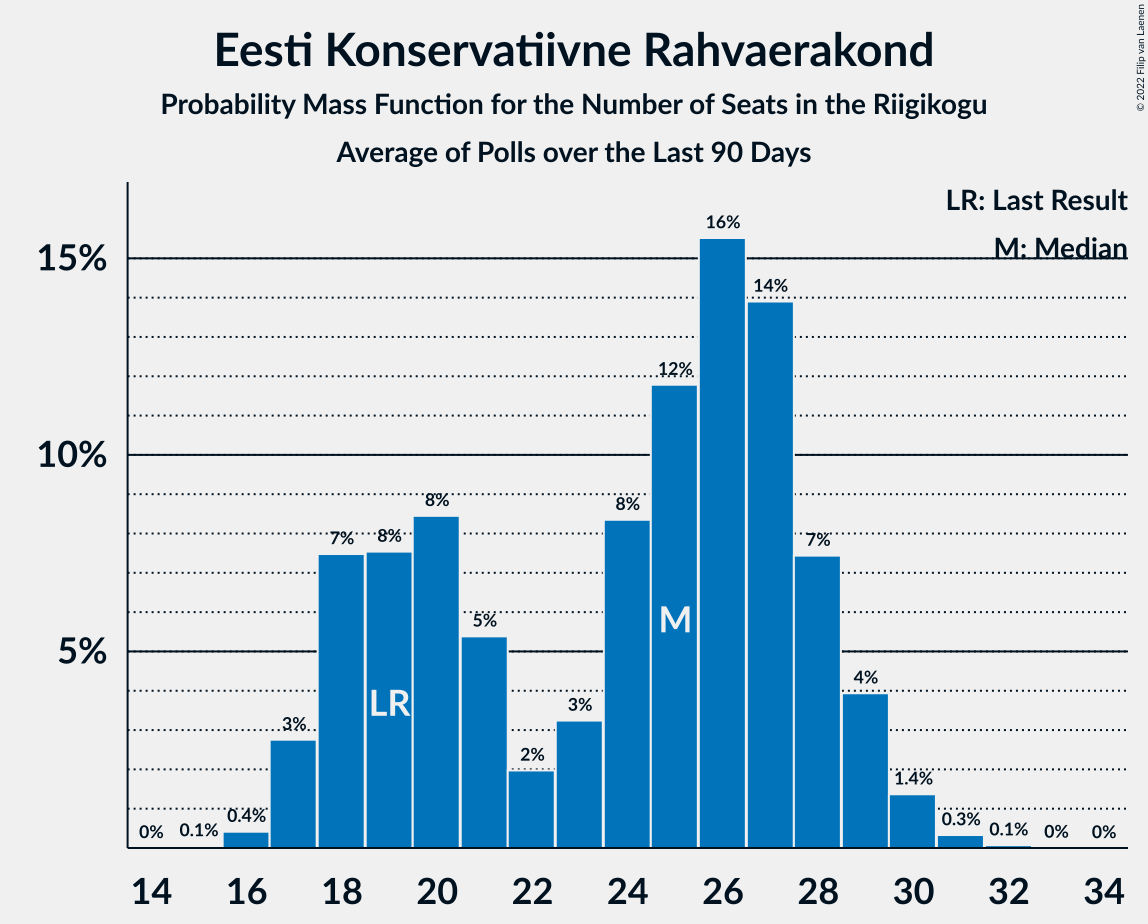 Eesti Konservatiivne Rahvaerakond
Probability Mass Function for the Number of Seats in the Riigikogu
Average of Polls over the Last 90 Days
© 2022 Filip van Laenen
LR: Last Result
M: Median
15%
10%
5%
0%
0.1%
0.4%
3%
7%
8%
8%
5%
2%
3%
8%
12%
16%
14%
7%
4%
1.4%
0.3%
0.1%
0%
0%
LR
M
14 16 18 20 22 24 26 28 30 32 34